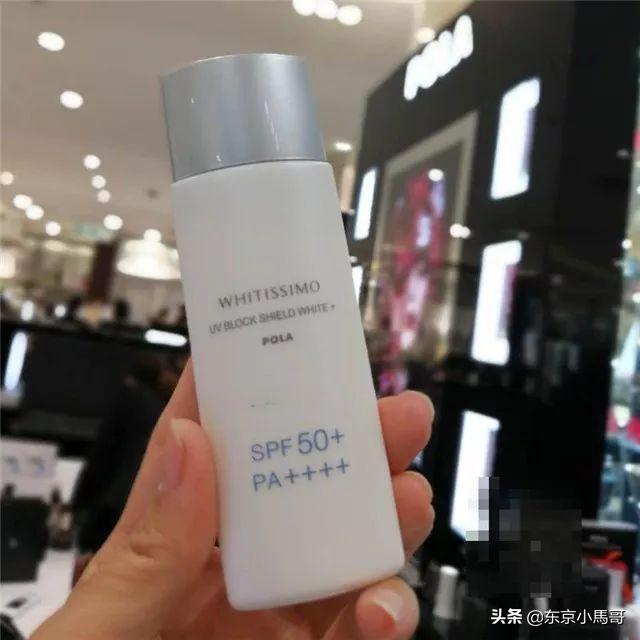 POLA
WHITISSIMO
UV BLOCK SHIELD WHITE+
POLA
SPF 50+
PA++++
头条 @东京小馬哥